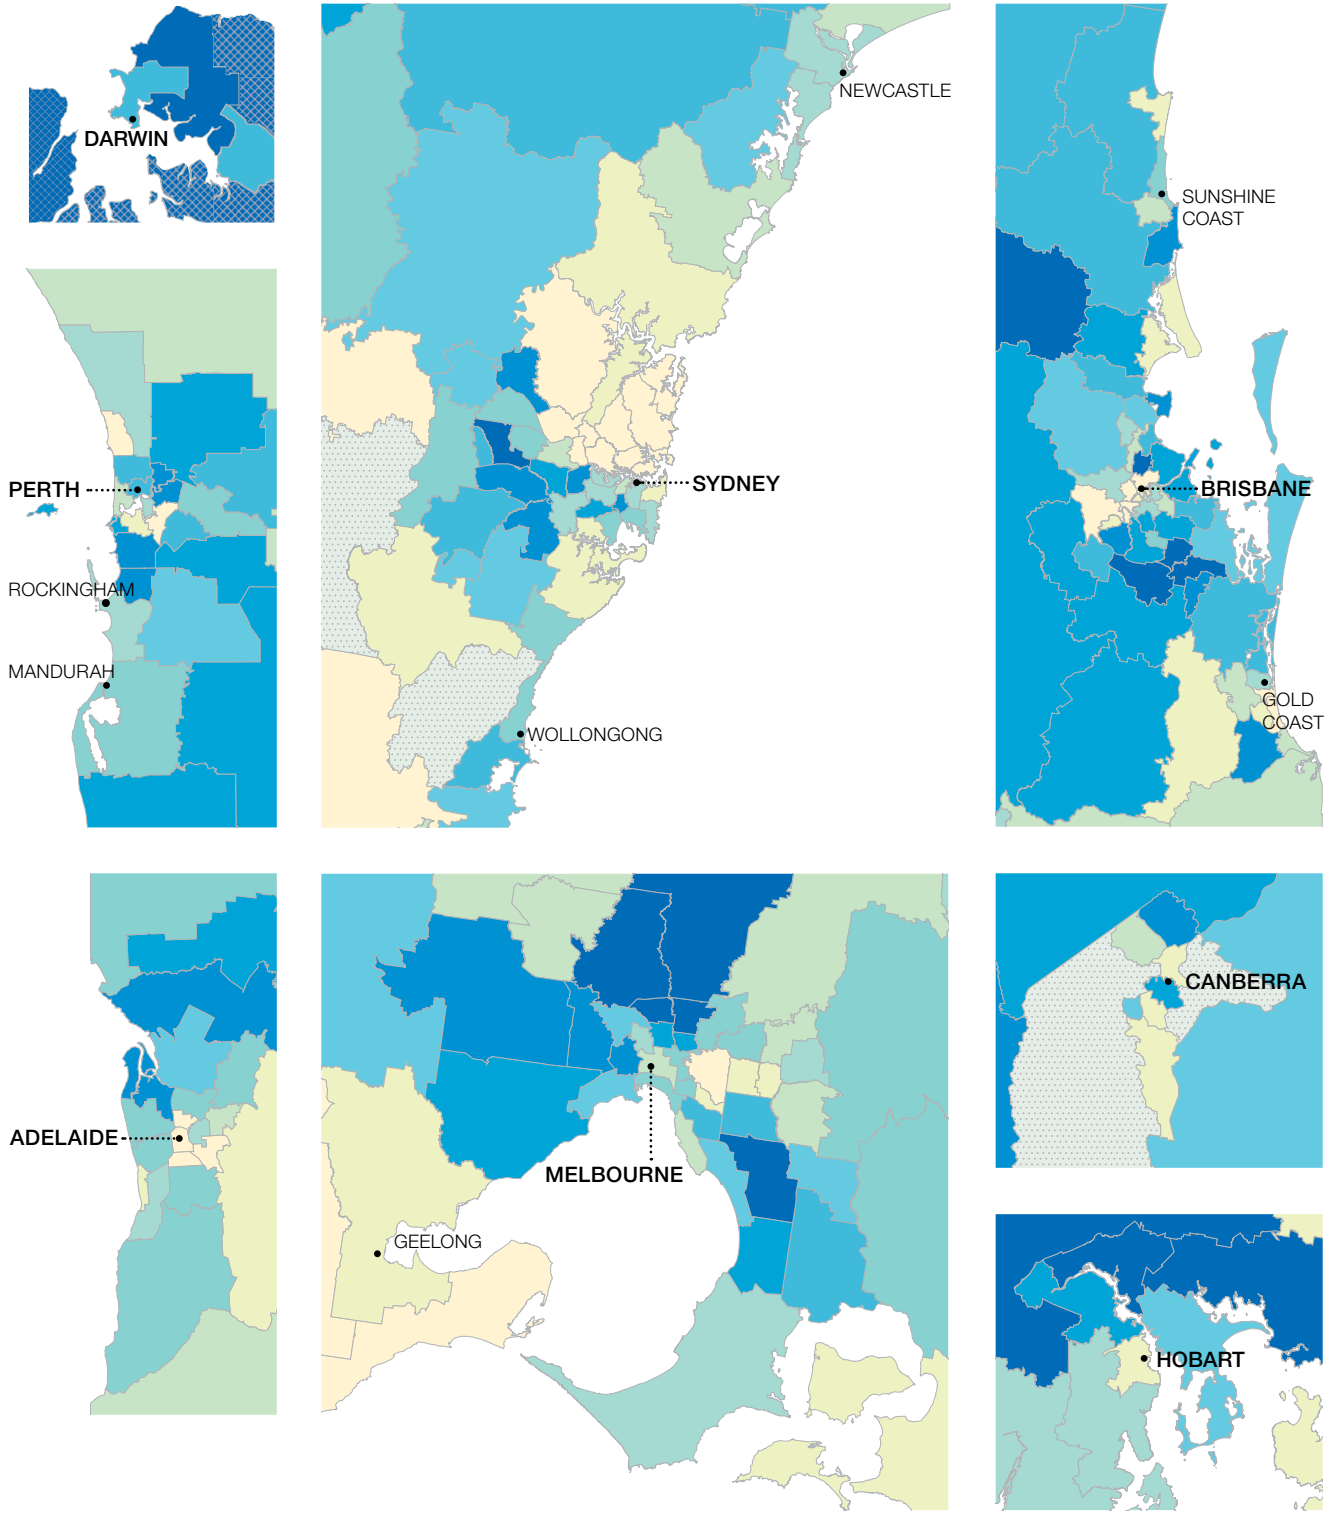 DARWIN
PERTH
ROCKINGHAM
MANDURAH
NEWCASTLE
SYDNEY
WOLLONGONG
SUNSHINE
COAST
BRISBANE
GOLD
COAST
ADELAIDE
MELBOURNE
GEELONG
CANBERRA
HOBART